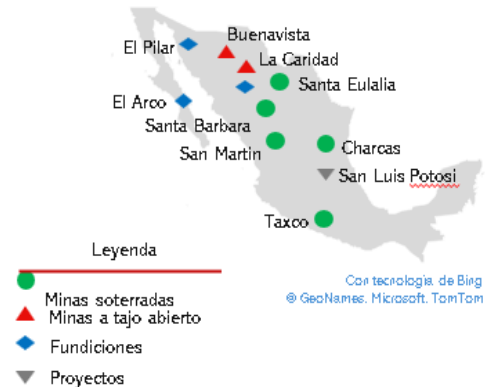 Buenavista
El Pilar
La Caridad
Santa Eulalia
El Arco
Santa Barbara
San Martin
Charcas
San Luis Potosi
Taxco
Leyenda
Con tecnología de Bing
© GeoNames, Microsoft, TomTom
Minas soterradas
Minas a tajo abierto
Fundiciones
Proyectos